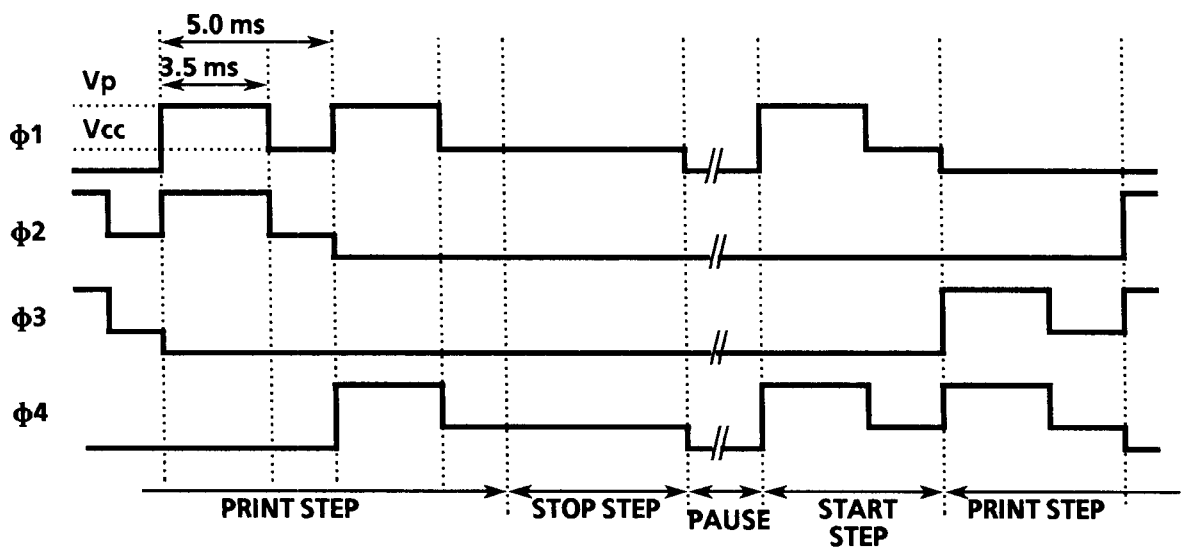 5.0 ms
3.5 ms
Vp
Vcc
ϕ1
ϕ2
ϕ3
ϕ4
PRINT STEP
STOP STEP
PAUSE
START
STEP
PRINT STEP